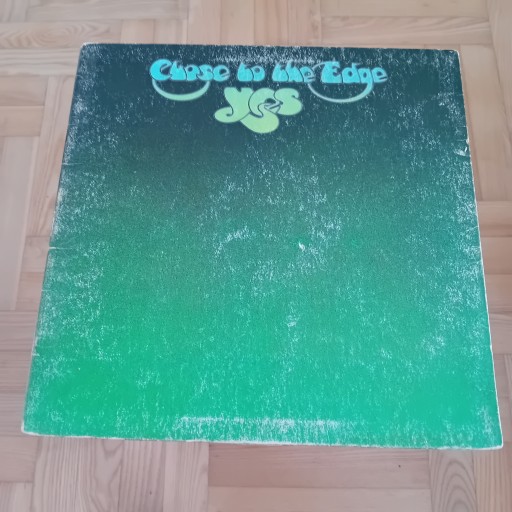 Close to the Edge
yes